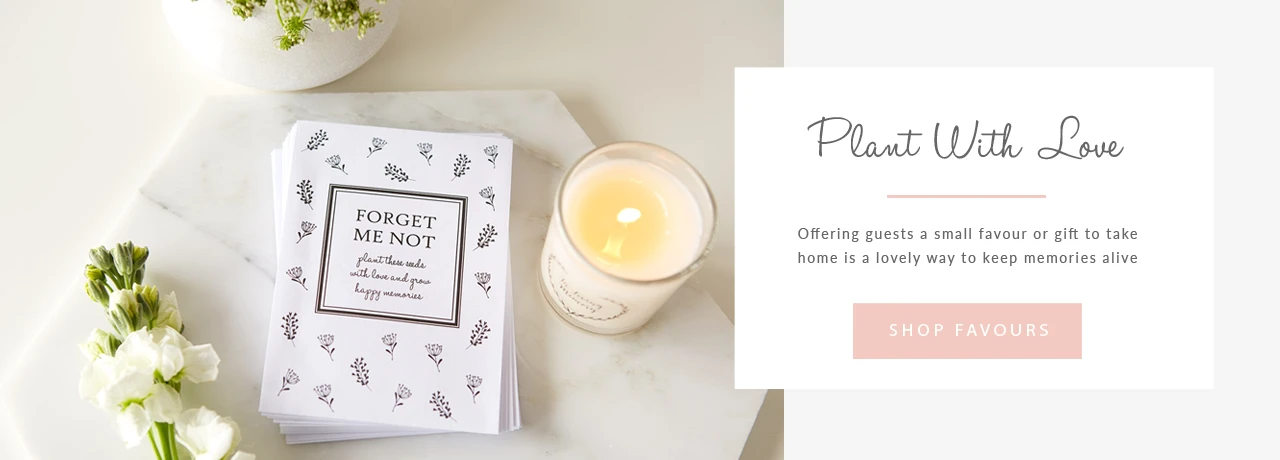 FORGET
ME NOT
plant these seeds
with love and grow
happy memories
Plant With Love
Offering guests a small favour or gift to take
home is a lovely way to keep memories alive
SHOP FAVOURS